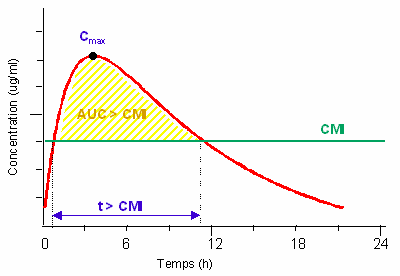 Cmax
AUC > CMI
CMI
Concentration (ug/ml)
t > CMI
0 6 12 18 24
Temps (h)